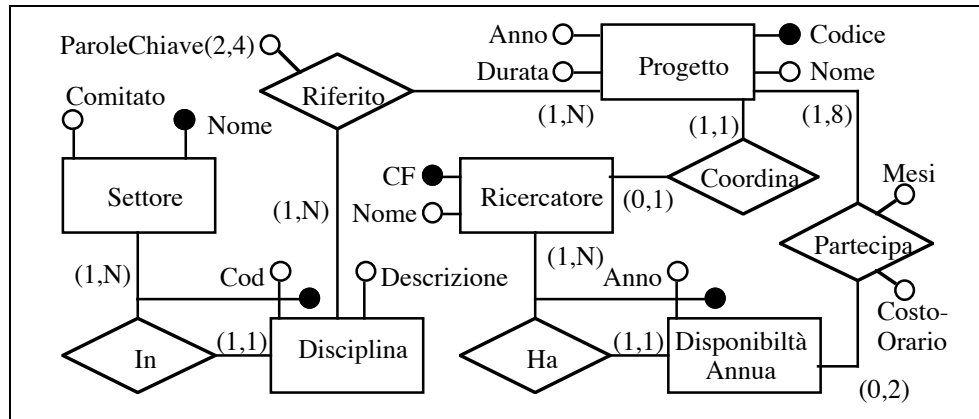 ParoleChiave(2,4)
Anno
Durata
Progetto
Codice
Nome
Riferito
(1,N)
(1,1)
(1,8)
Comitato
Nome
Settore
(1,N)
CF
Nome
Ricercatore
(0,1)
Coordina
Mesi
Partecipa
Costo-
Orario
(1,N)
Cod
Descrizione
(1,N)
Anno
In
(1,1)
Disciplina
Ha
(1,1)
Disponibiltà
Annua
(0,2)